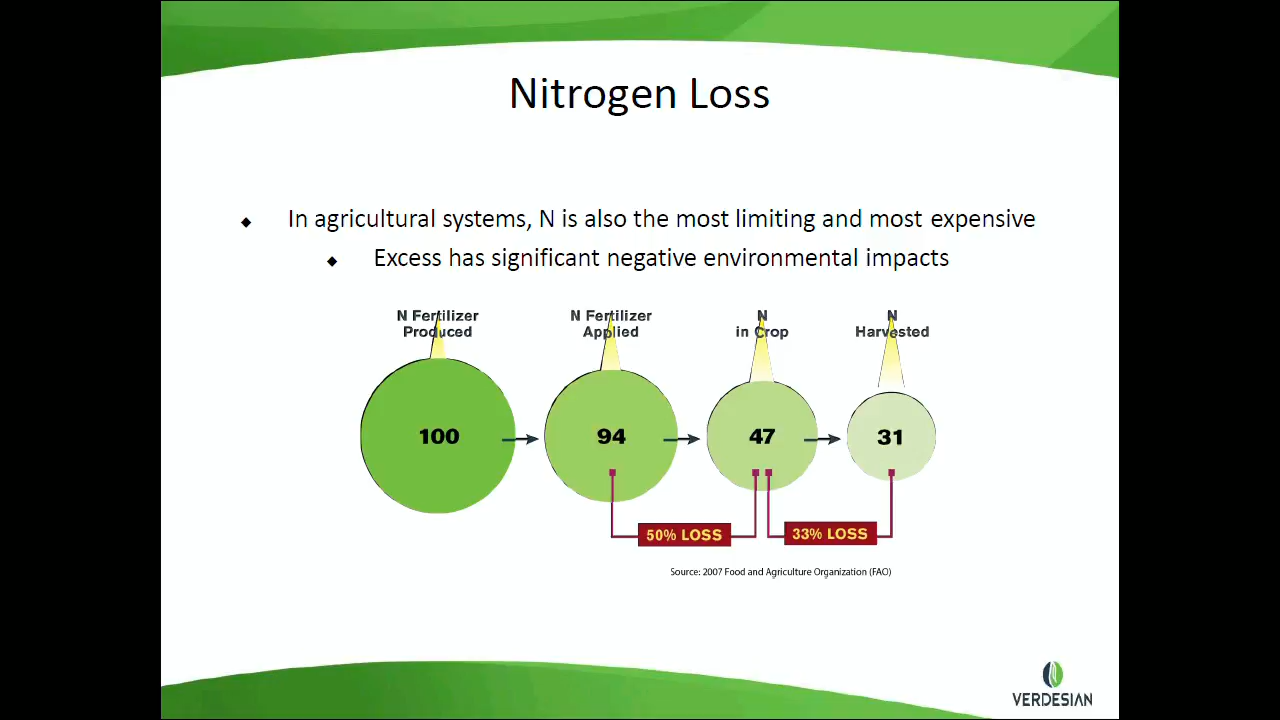 Nitrogen Loss
In agricultural systems, N is also the most limiting and most expensive
Excess has significant negative environmental impacts
N Fertilizer
Produced
N Fertilizer
Applied
N
in Crop
N
Harvested
100
94
47
31
50% LOSS
33% LOSS
Source: 2007 Food and Agriculture Organization (FAO)
VERDESIAN